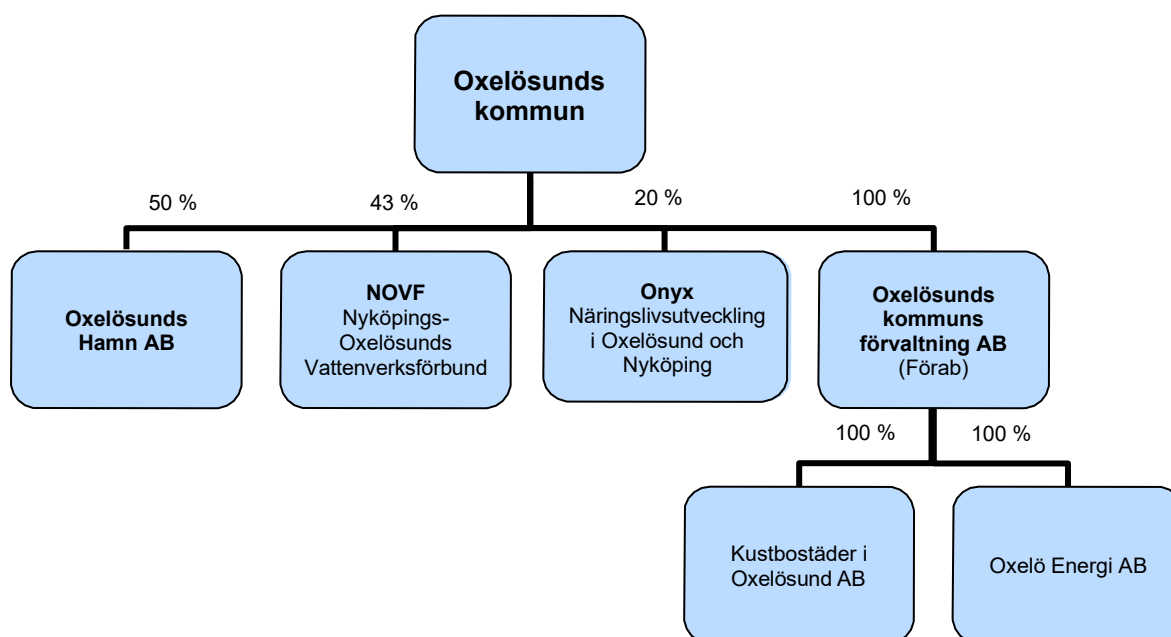 Oxelösunds
kommun
50 %
43 %
20 %
100 %
Oxelösunds
Hamn AB
NOVF
Nyköpings-
Oxelösunds
Vattenverksförbund
Onyx
Näringslivsutveckling
i Oxelösund och
Nyköping
Oxelösunds
kommuns
förvaltning AB
(Förab)
100 %
100 %
Kustbostäder i
Oxelösund AB
Oxelö Energi AB